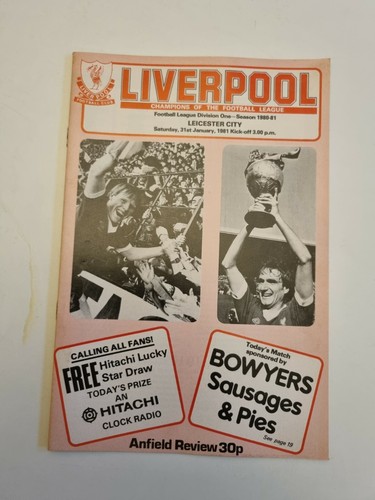 LIVERPOOL
CHAMPIONS OF THE FOOTBALL LEAGUE
Football League Division One—Season 1980-81
LEICESTER CITY
Saturday, 31st January, 1981 Kick-off 3.00 p.m.
CALLING ALL FANS!
FREE Hitachi Lucky
Star Draw
TODAY'S PRIZE
AN
HITACHI
CLOCK RADIO
Today's Match
sponsored by
BOWYERS
Sausages
& Pies
See page 19
Anfield Review 30p